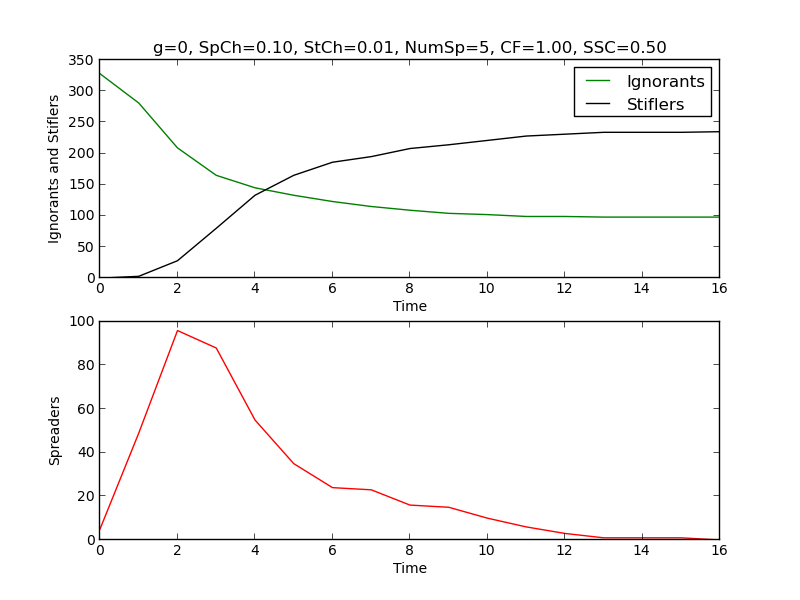 g=0, SpCh=0.10, StCh=0.01, NumSp=5, CF=1.00, SSC=0.50
350
300
250
200
150
100
50
0
Ignorants and Stiflers
Ignorants
Stiflers
0 2 4 6 8 10 12 14 16
Time
100
80
60
40
20
0
Spreaders
0 2 4 6 8 10 12 14 16
Time